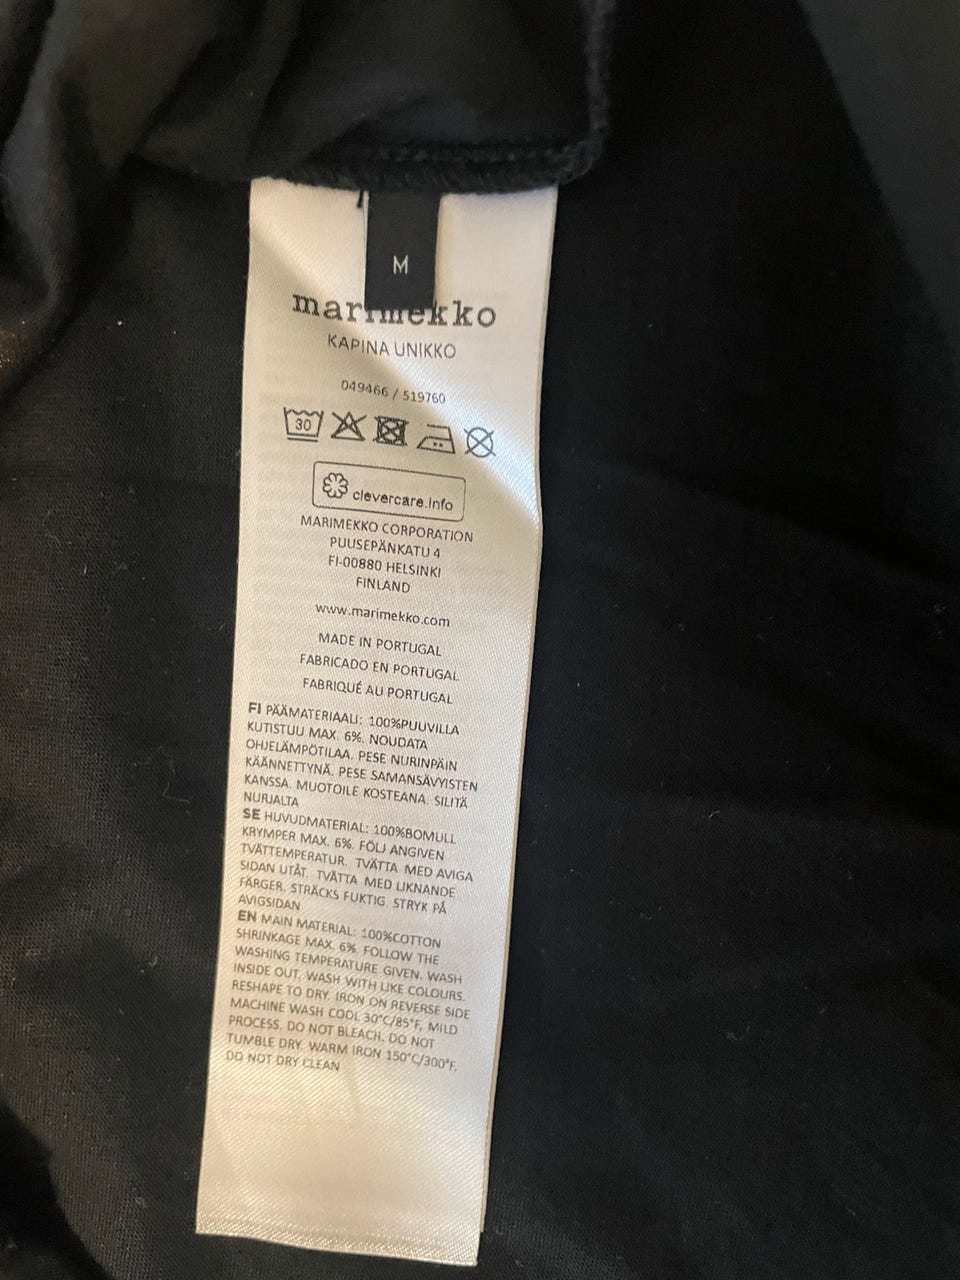 M
marimekko
KAPINA UNIKKO
049466 / 519760
30
clevercare.info
MARIMEKKO CORPORATION
PUUSEPÄNKATU 4
FI-00880 HELSINKI
FINLAND
www.marimekko.com
MADE IN PORTUGAL
FABRICADO EN PORTUGAL
FABRIQUÉ AU PORTUGAL
FI PÄÄMATERIAALI: 100%PUUVILLA
KUTISTUU MAX. 6%. NOUDATA
OHJELÄMPÖTILAA. PESE NURINPÄIN
KÄÄNNETTYNÄ. PESE SAMANSÄVYISTEN
KANSSA. MUOTOILE KOSTEANA. SILITÄ
NURJALTA
SE HUVUDMATERIAL: 100%BOMULL
KRYMPER MAX. 6%. FÖLJ ANGIVEN
TVÄTTEMPERATUR. TVÄTTA MED AVIGA
SIDAN UTÅT. TVÄTTA MED LIKNANDE
FÄRGER. STRÄCKS FUKTIG. STRYK PÅ
AVIGSIDAN
EN MAIN MATERIAL: 100%COTTON
SHRINKAGE MAX. 6%. FOLLOW THE
WASHING TEMPERATURE GIVEN. WASH
INSIDE OUT. WASH WITH LIKE COLOURS.
RESHAPE TO DRY. IRON ON REVERSE SIDE
MACHINE WASH COOL 30°C/85°F, MILD
PROCESS. DO NOT BLEACH. DO NOT
TUMBLE DRY. WARM IRON 150°C/300°F.
DO NOT DRY CLEAN